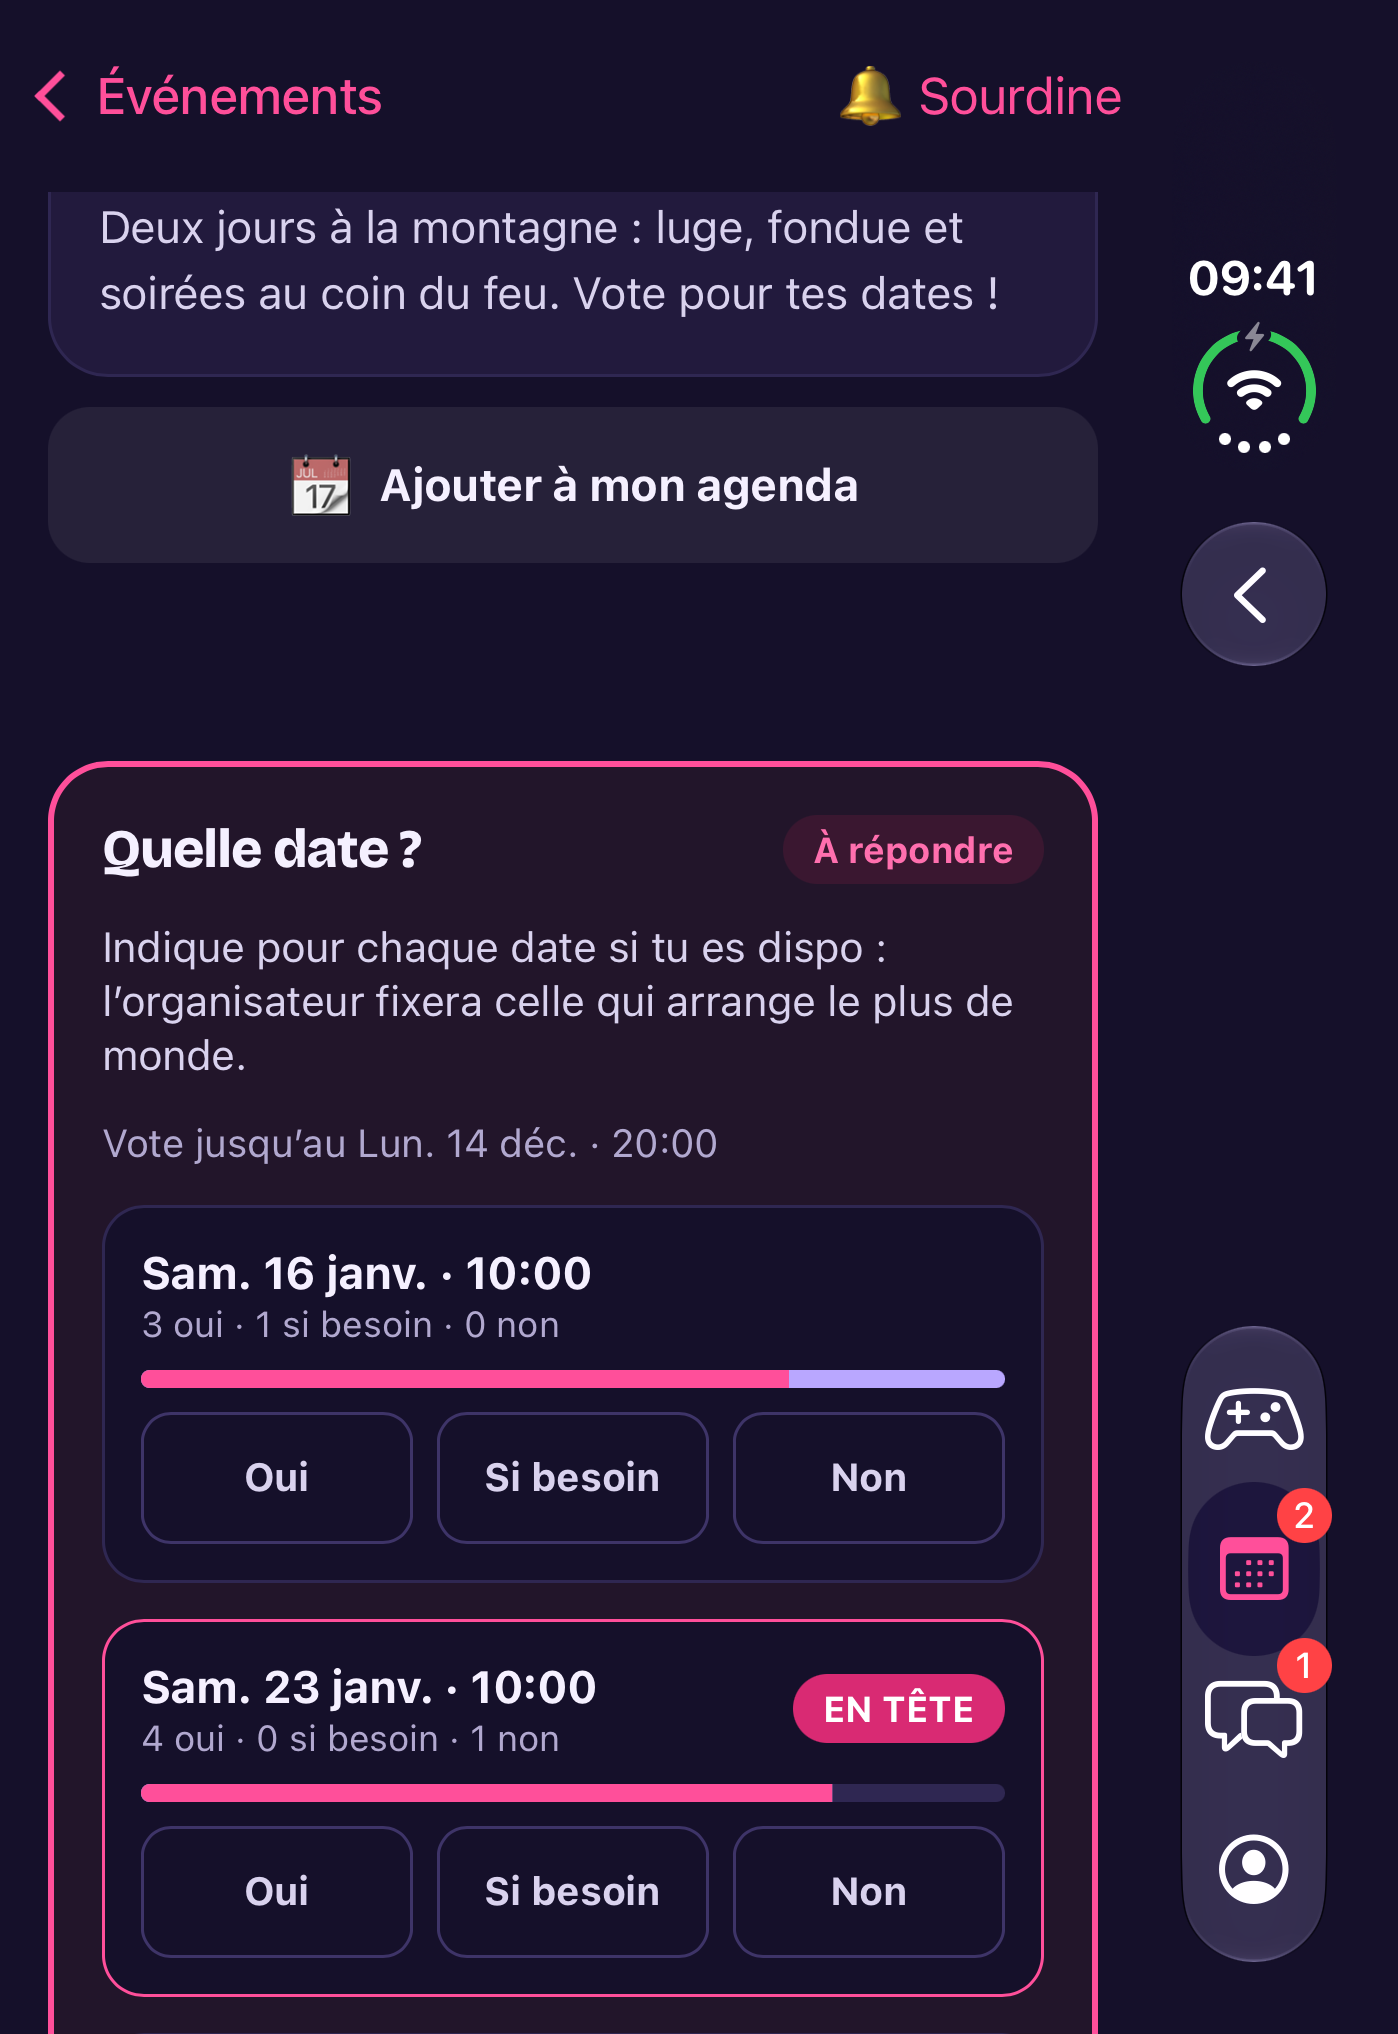 Événements
Sourdine
Deux jours à la montagne : luge, fondue et
soirées au coin du feu. Vote pour tes dates !
09:41
JUL
17
Ajouter à mon agenda
Quelle date ?
À répondre
Indique pour chaque date si tu es dispo :
l’organisateur fixera celle qui arrange le plus de
monde.
Vote jusqu’au Lun. 14 déc. · 20:00
Sam. 16 janv. · 10:00
3 oui · 1 si besoin · 0 non
Oui
Si besoin
Non
2
Sam. 23 janv. · 10:00
EN TÊTE
4 oui · 0 si besoin · 1 non
1
Oui
Si besoin
Non